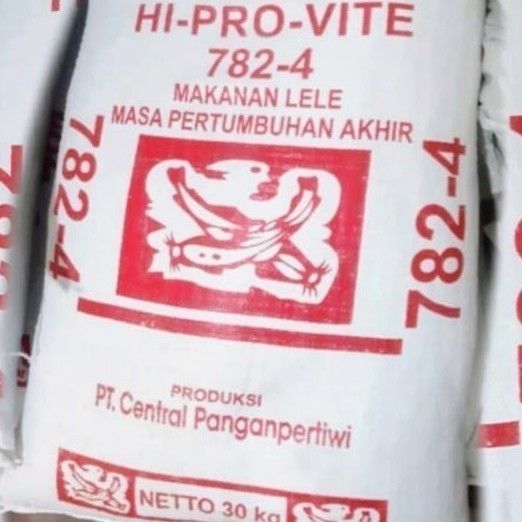 HI-PRO-VITE
782-4
MAKANAN LELE
MASA PERTUMBUHAN AKHIR
782-4
782-4
PRODUKSI
PT. Central Panganpertiwi
NETTO 30 kg